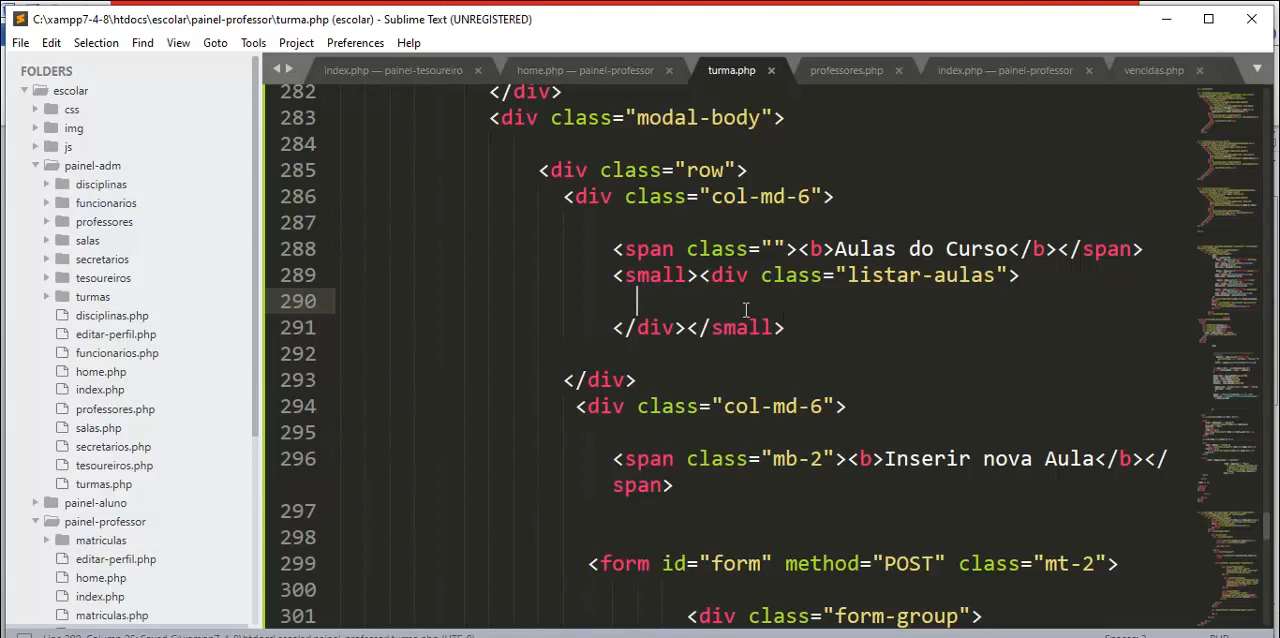 C:\xampp7-4-8\htdocs\escolar\painel-professor\turma.php (escolar) - Sublime Text (UNREGISTERED)
File Edit Selection Find View Goto Tools Project Preferences Help
FOLDERS
escolar
css
img
js
painel-adm
disciplinas
funcionarios
professores
salas
secretarios
tesoureiros
turmas
disciplinas.php
editar-perfil.php
funcionarios.php
home.php
index.php
professores.php
salas.php
secretarios.php
tesoureiros.php
turmas.php
painel-aluno
painel-professor
matriculas
editar-perfil.php
home.php
index.php
matriculas.php
index.php — painel-tesoureiro × home.php — painel-professor × turma.php × professores.php × index.php — painel-professor × vencidas.php ×
282 </div>
283 <div class="modal-body">
284
285 <div class="row">
286 <div class="col-md-6">
287
288 <span class=""><b>Aulas do Curso</b></span>
289 <small><div class="listar-aulas">
290
291 </div></small>
292
293 </div>
294 <div class="col-md-6">
295
296 <span class="mb-2"><b>Inserir nova Aula</b></
span>
297
298
299 <form id="form" method="POST" class="mt-2">
300
301 <div class="form-group">